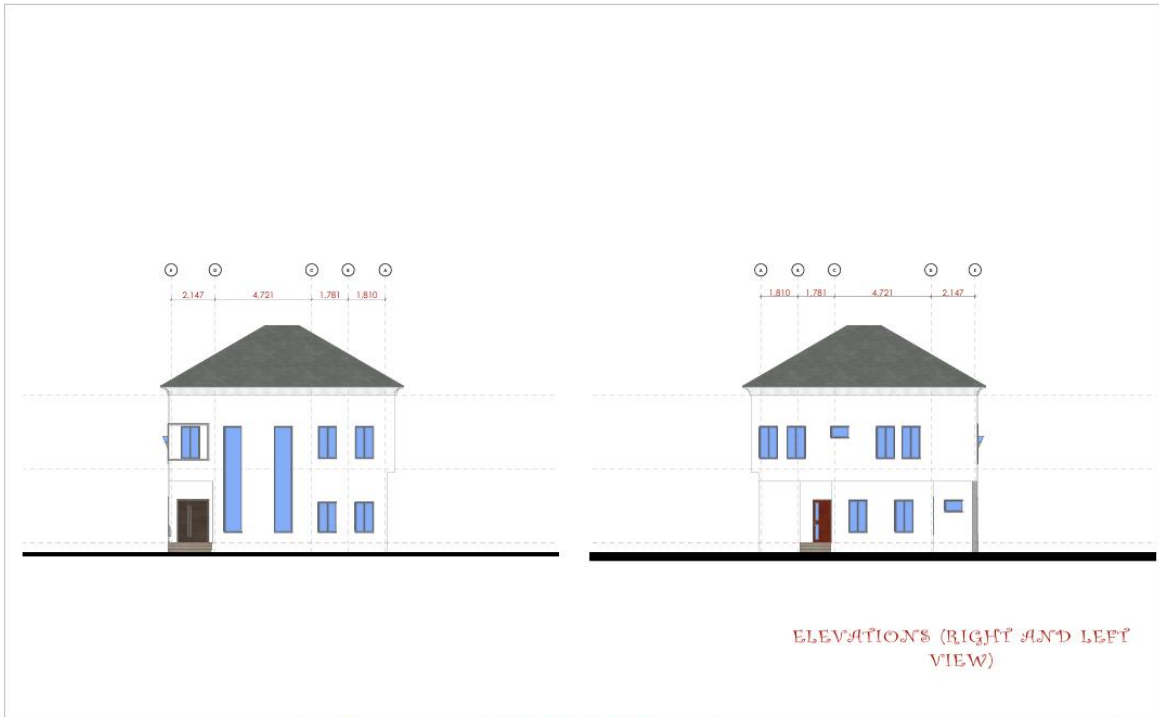 C A
2,147 4,721 1,781 1,810
A C
1,810 1,781 4,721 2,147
ELEVATIONS (RIGHT AND LEFT
VIEW)